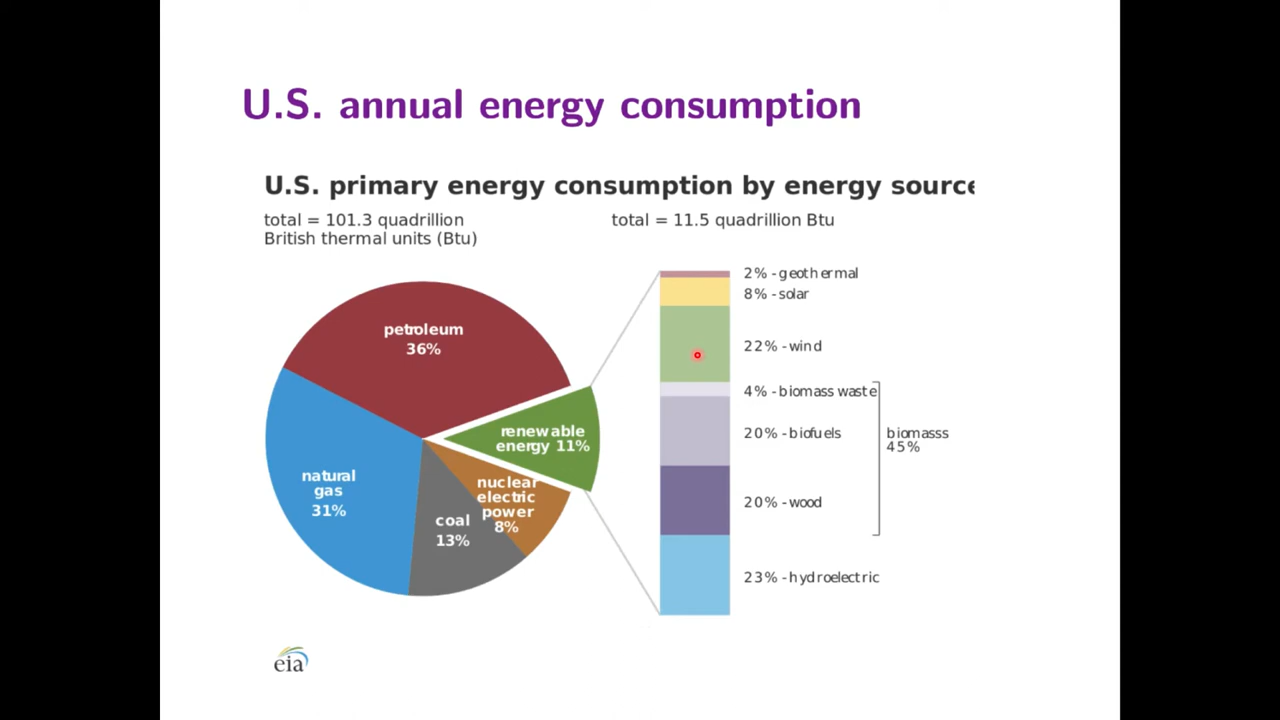 U.S. annual energy consumption
U.S. primary energy consumption by energy source
total = 101.3 quadrillion
British thermal units (Btu)
total = 11.5 quadrillion Btu
petroleum
36%
natural
gas
31%
coal
13%
nuclear
electric
power
8%
renewable
energy 11%
2% - geothermal
8% - solar
22% - wind
4% - biomass waste
20% - biofuels
20% - wood
23% - hydroelectric
biomasss
45%
eia